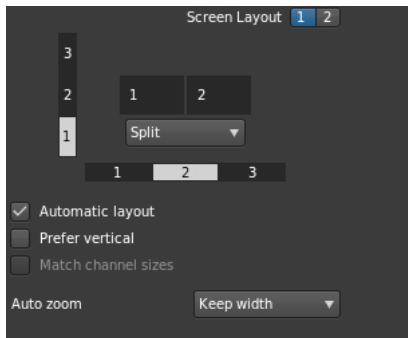 Screen Layout 1 2
3
2
1 2
1
Split
1 2 3
Automatic layout
Prefer vertical
Match channel sizes
Auto zoom Keep width